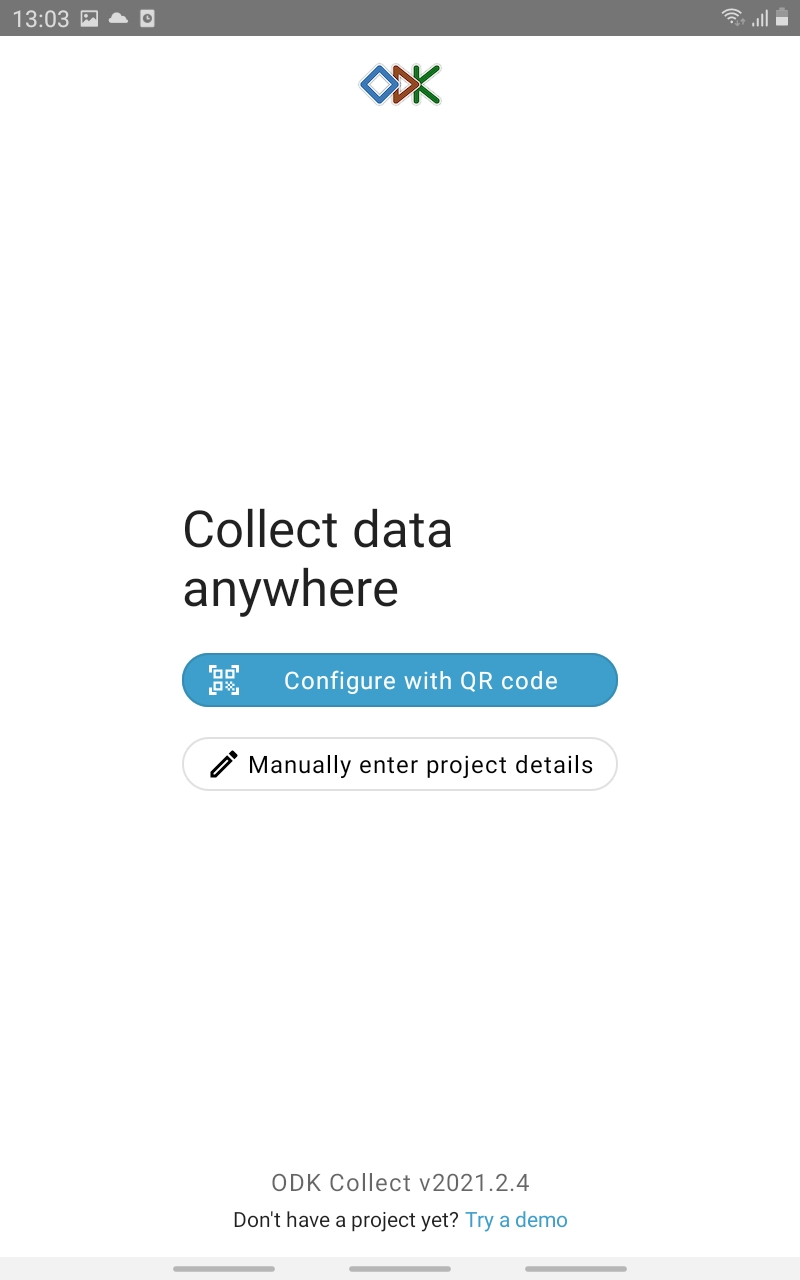 13:03
ODK
Collect data
anywhere
Configure with QR code
Manually enter project details
ODK Collect v2021.2.4
Don't have a project yet? Try a demo